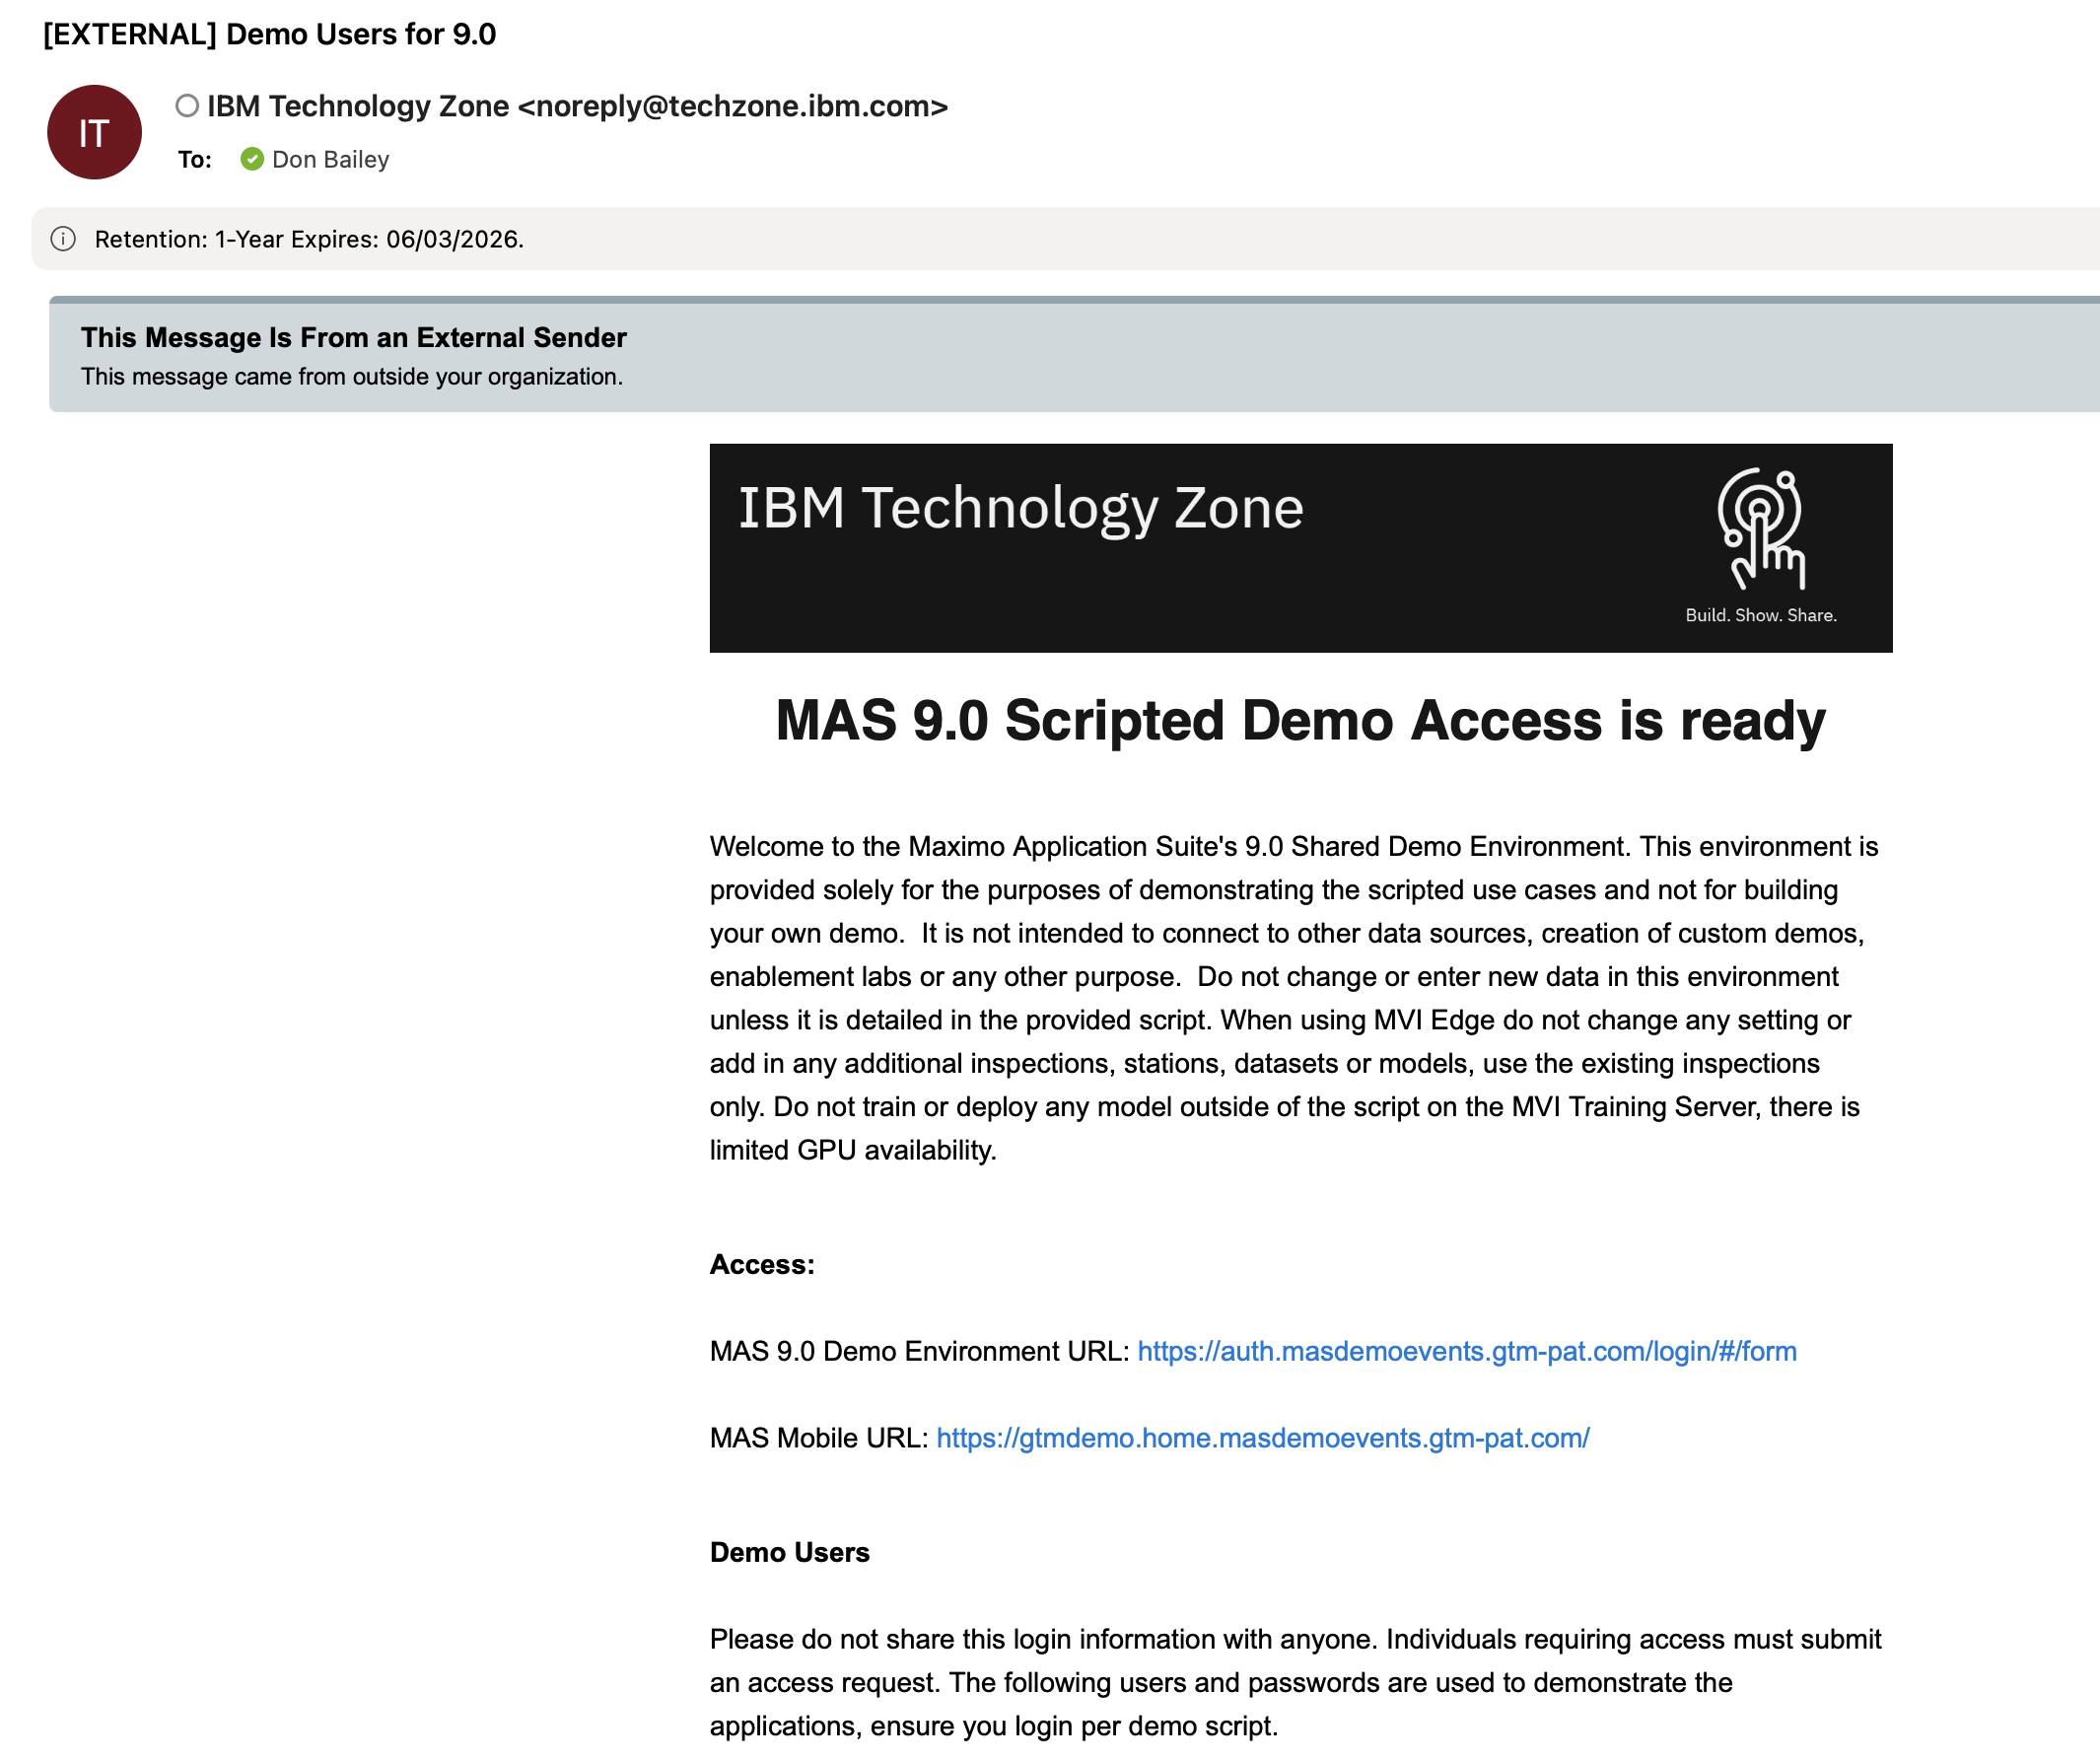 [EXTERNAL] Demo Users for 9.0
IT
IBM Technology Zone <noreply@techzone.ibm.com>
To: Don Bailey
Retention: 1-Year Expires: 06/03/2026.
This Message Is From an External Sender
This message came from outside your organization.
IBM Technology Zone
Build. Show. Share.
MAS 9.0 Scripted Demo Access is ready
Welcome to the Maximo Application Suite's 9.0 Shared Demo Environment. This environment is
provided solely for the purposes of demonstrating the scripted use cases and not for building
your own demo.  It is not intended to connect to other data sources, creation of custom demos,
enablement labs or any other purpose.  Do not change or enter new data in this environment
unless it is detailed in the provided script. When using MVI Edge do not change any setting or
add in any additional inspections, stations, datasets or models, use the existing inspections
only. Do not train or deploy any model outside of the script on the MVI Training Server, there is
limited GPU availability.
Access:
MAS 9.0 Demo Environment URL: https://auth.masdemoevents.gtm-pat.com/login/#/form
MAS Mobile URL: https://gtmdemo.home.masdemoevents.gtm-pat.com/
Demo Users
Please do not share this login information with anyone. Individuals requiring access must submit
an access request. The following users and passwords are used to demonstrate the
applications, ensure you login per demo script.